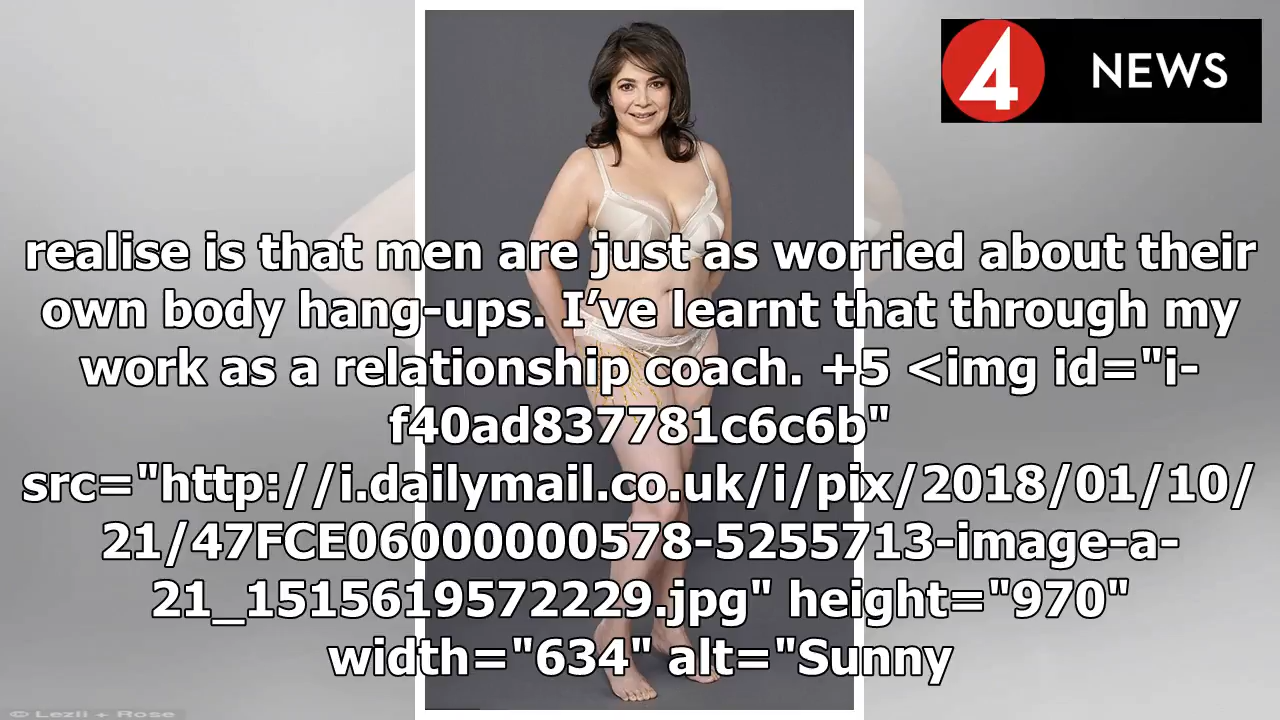 4 NEWS
realise is that men are just as worried about their
own body hang-ups. I’ve learnt that through my
work as a relationship coach. +5 <img id="i-
f40ad837781c6c6b"
src="http://i.dailymail.co.uk/i/pix/2018/01/10/
21/47FCE06000000578-5255713-image-a-
21_1515619572229.jpg" height="970"
width="634" alt="Sunny
© Lezli + Rose